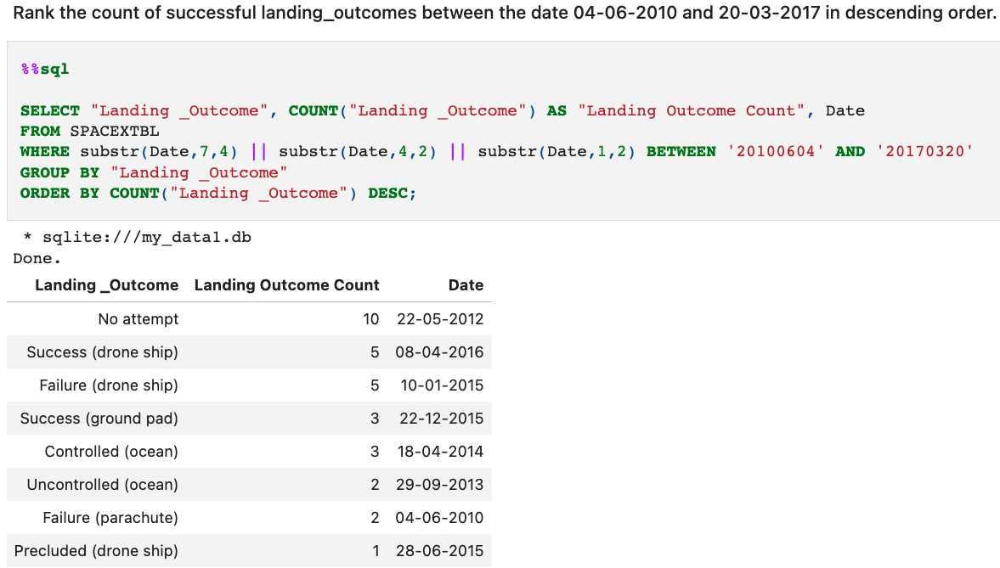 Rank the count of successful landing_outcomes between the date 04-06-2010 and 20-03-2017 in descending order.
%%sql
SELECT "Landing _Outcome", COUNT("Landing _Outcome") AS "Landing Outcome Count", Date
FROM SPACEXTBL
WHERE substr(Date,7,4) || substr(Date,4,2) || substr(Date,1,2) BETWEEN '20100604' AND '20170320'
GROUP BY "Landing _Outcome"
ORDER BY COUNT("Landing _Outcome") DESC;
* sqlite:///my_data1.db
Done.
Landing _Outcome Landing Outcome Count Date
No attempt 10 22-05-2012
Success (drone ship) 5 08-04-2016
Failure (drone ship) 5 10-01-2015
Success (ground pad) 3 22-12-2015
Controlled (ocean) 3 18-04-2014
Uncontrolled (ocean) 2 29-09-2013
Failure (parachute) 2 04-06-2010
Precluded (drone ship) 1 28-06-2015